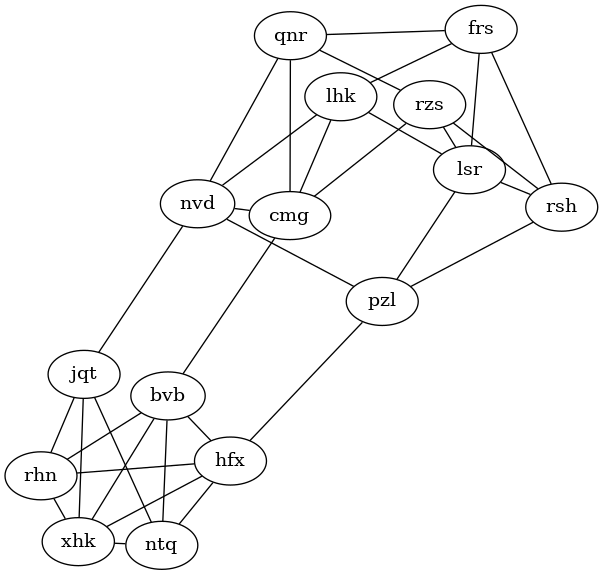 frs
qnr
lhk
rzs
lsr
nvd
cmg
rsh
pzl
jqt
bvb
hfx
rhn
xhk
ntq